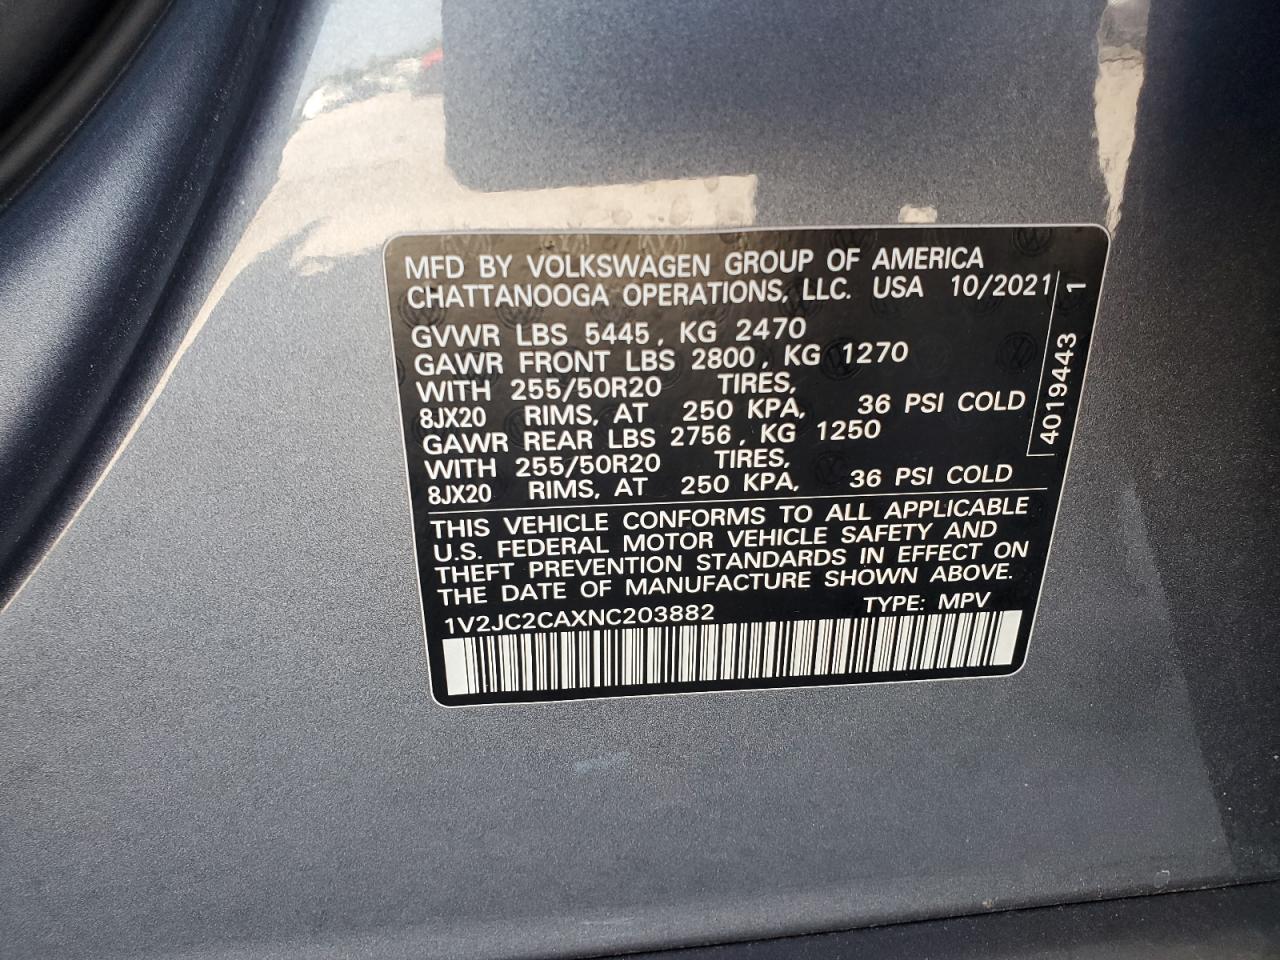 MFD BY VOLKSWAGEN GROUP OF AMERICA
CHATTANOOGA OPERATIONS, LLC. USA 10/2021
GVWR LBS 5445, KG 2470
GAWR FRONT LBS 2800, KG 1270
WITH 255/50R20 TIRES,
8JX20 RIMS, AT 250 KPA, 36 PSI COLD
GAWR REAR LBS 2756, KG 1250
WITH 255/50R20 TIRES,
8JX20 RIMS, AT 250 KPA, 36 PSI COLD
4019443 1
THIS VEHICLE CONFORMS TO ALL APPLICABLE
U.S. FEDERAL MOTOR VEHICLE SAFETY AND
THEFT PREVENTION STANDARDS IN EFFECT ON
THE DATE OF MANUFACTURE SHOWN ABOVE.
1V2JC2CAXNC203882 TYPE: MPV